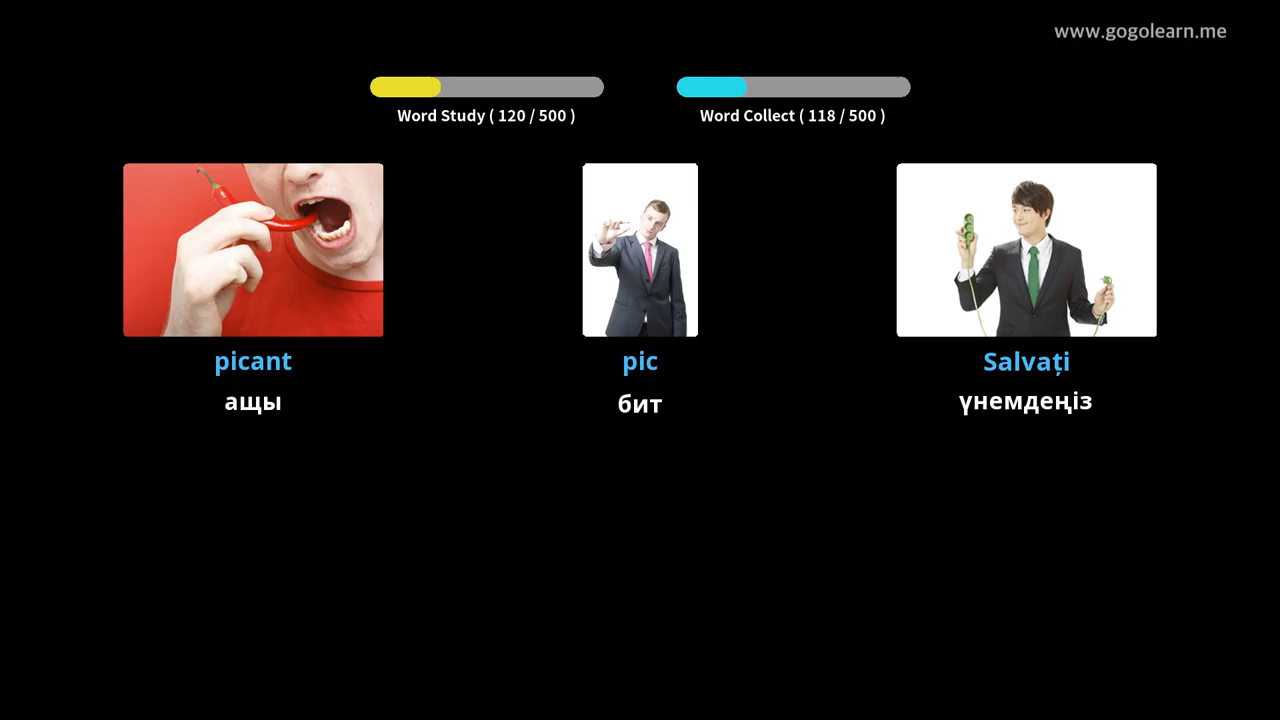 www.gogolearn.me
Word Study ( 120 / 500 )
Word Collect ( 118 / 500 )
picant
pic
Salvați
ащы
бит
үнемдеңіз